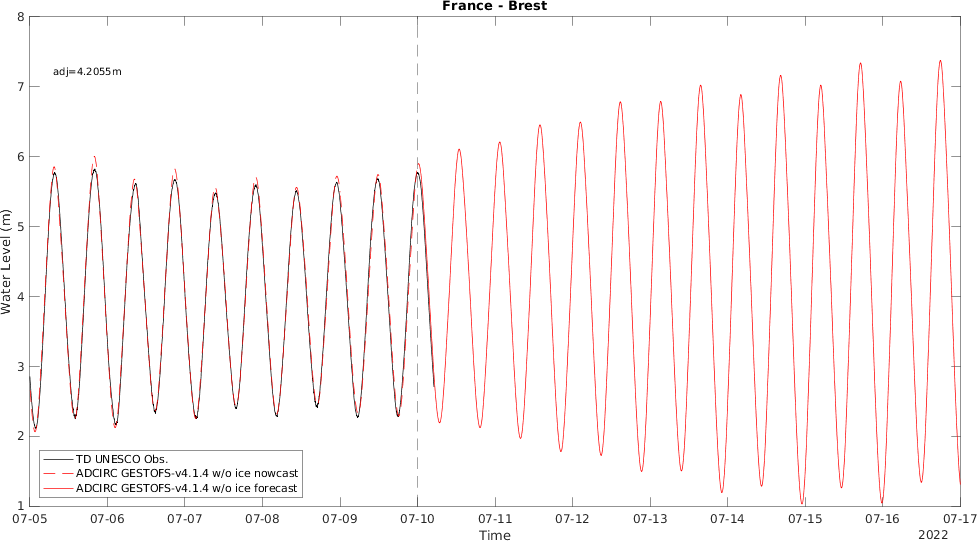 France - Brest
8
adj=4.2055m
7
6
5
4
3
2
1
Water Level (m)
TD UNESCO Obs.
ADCIRC GESTOFS-v4.1.4 w/o ice nowcast
ADCIRC GESTOFS-v4.1.4 w/o ice forecast
07-05 07-06 07-07 07-08 07-09 07-10 07-11 07-12 07-13 07-14 07-15 07-16 07-17
Time
2022